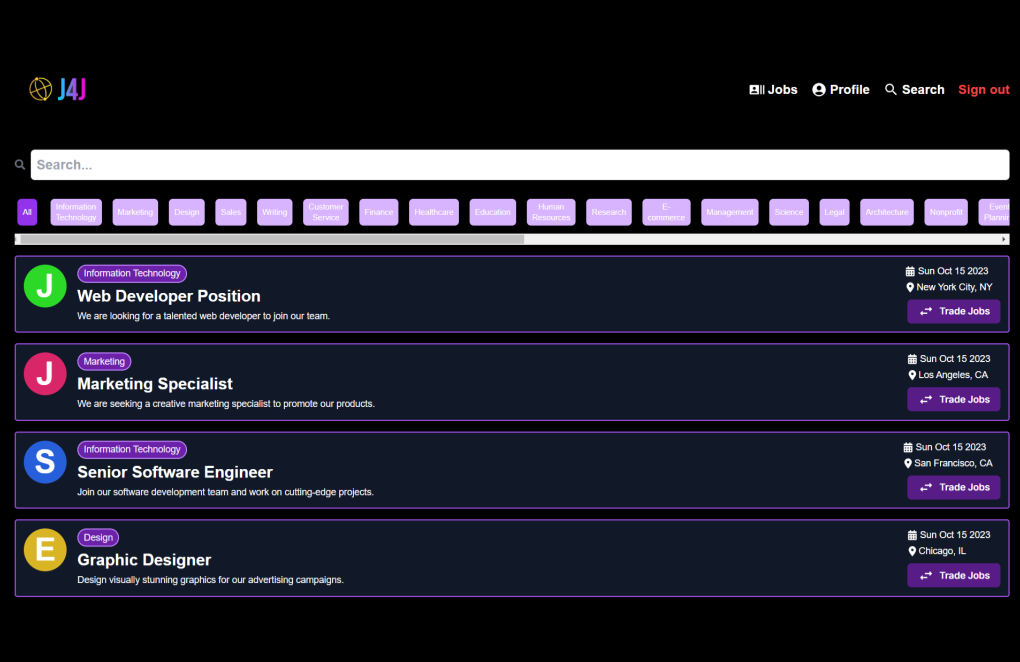 J4J
Jobs Profile Search Sign out
Search...
All Information Technology Marketing Design Sales Writing Customer Service Finance Healthcare Education Human Resources Research E-commerce Management Science Legal Architecture Nonprofit Event
J
Information Technology
Web Developer Position
We are looking for a talented web developer to join our team.
Sun Oct 15 2023
New York City, NY
Trade Jobs
J
Marketing
Marketing Specialist
We are seeking a creative marketing specialist to promote our products.
Sun Oct 15 2023
Los Angeles, CA
Trade Jobs
S
Information Technology
Senior Software Engineer
Join our software development team and work on cutting-edge projects.
Sun Oct 15 2023
San Francisco, CA
Trade Jobs
E
Design
Graphic Designer
Design visually stunning graphics for our advertising campaigns.
Sun Oct 15 2023
Chicago, IL
Trade Jobs